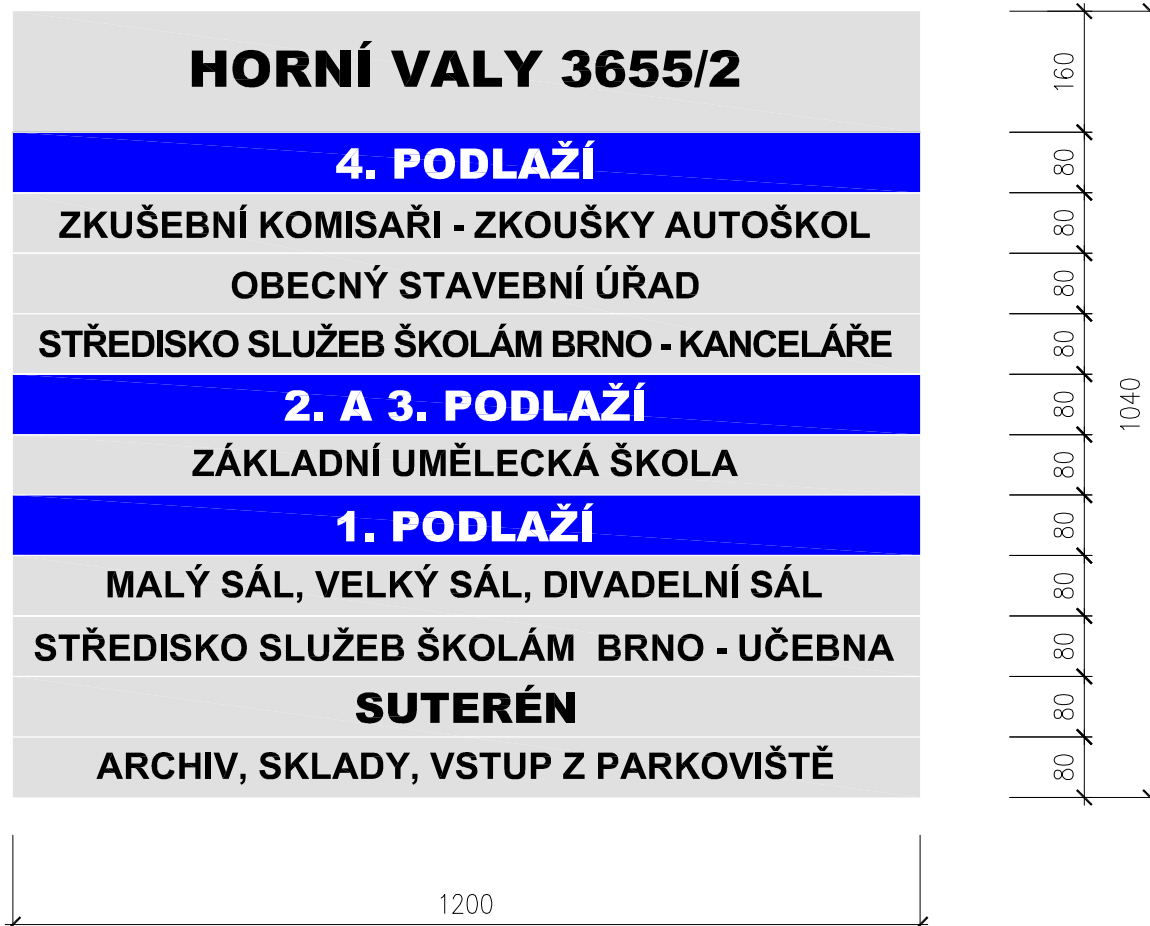 HORNÍ VALY 3655/2
4. PODLAŽÍ
ZKUŠEBNÍ KOMISAŘI - ZKOUŠKY AUTOŠKOL
OBECNÝ STAVEBNÍ ÚŘAD
STŘEDISKO SLUŽEB ŠKOLÁM BRNO - KANCELÁŘE
2. A 3. PODLAŽÍ
ZÁKLADNÍ UMĚLECKÁ ŠKOLA
1. PODLAŽÍ
MALÝ SÁL, VELKÝ SÁL, DIVADELNÍ SÁL
STŘEDISKO SLUŽEB ŠKOLÁM  BRNO - UČEBNA
SUTERÉN
ARCHIV, SKLADY, VSTUP Z PARKOVIŠTĚ
160
80
80
80
80
80
80
80
80
80
80
80
1040
1200